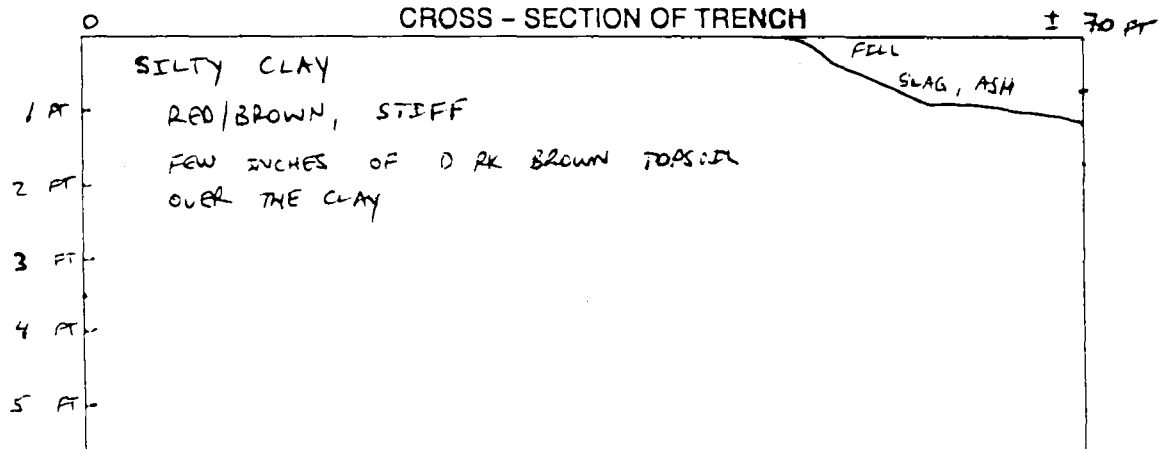 0 CROSS - SECTION OF TRENCH ± 70 FT
FILL
SILTY CLAY
SLAG, ASH
1 FT RED/BROWN, STIFF
FEW INCHES OF DRK BROWN TOPSOIL
2 FT
OVER THE CLAY
3 FT
4 FT
5 FT